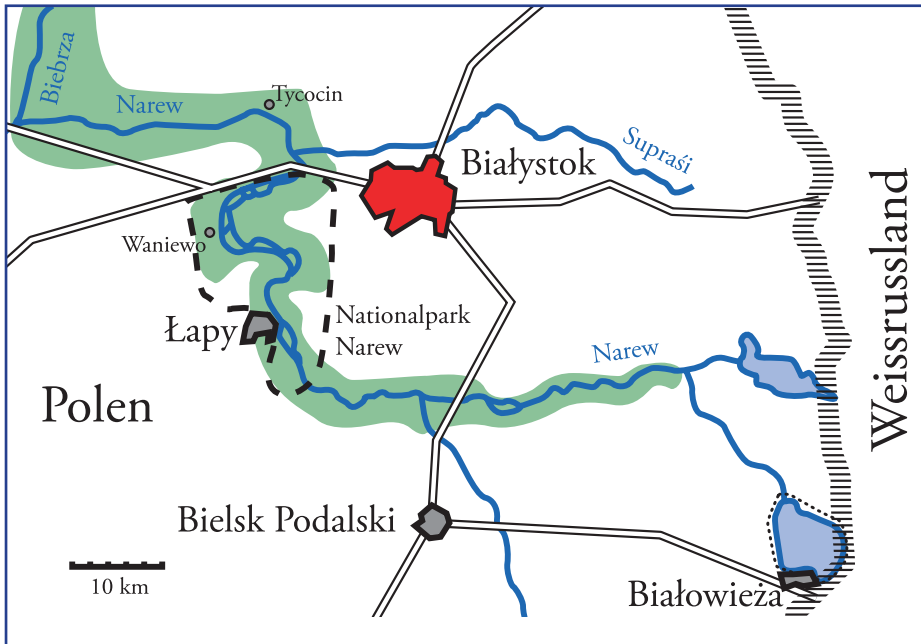 Biebrza
Narew
Tycocin
Supraśi
Białystok
Waniewo
Weissrussland
Łapy
Nationalpark
Narew
Narew
Polen
Bielsk Podalski
10 km
Białowieża